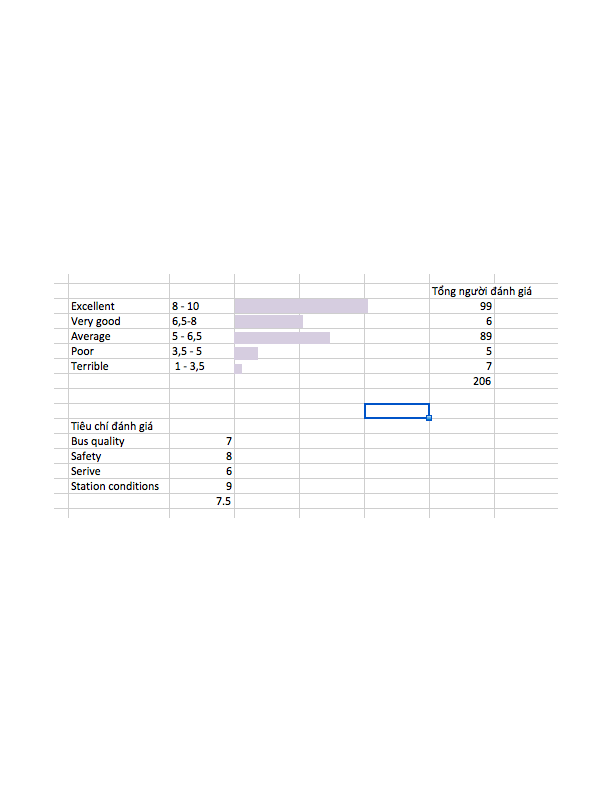 Tổng người đánh giá
Excellent 8 - 10 99
Very good 6,5-8 6
Average 5 - 6,5 89
Poor 3,5 - 5 5
Terrible 1 - 3,5 7
206
Tiêu chí đánh giá
Bus quality 7
Safety 8
Serive 6
Station conditions 9
7.5